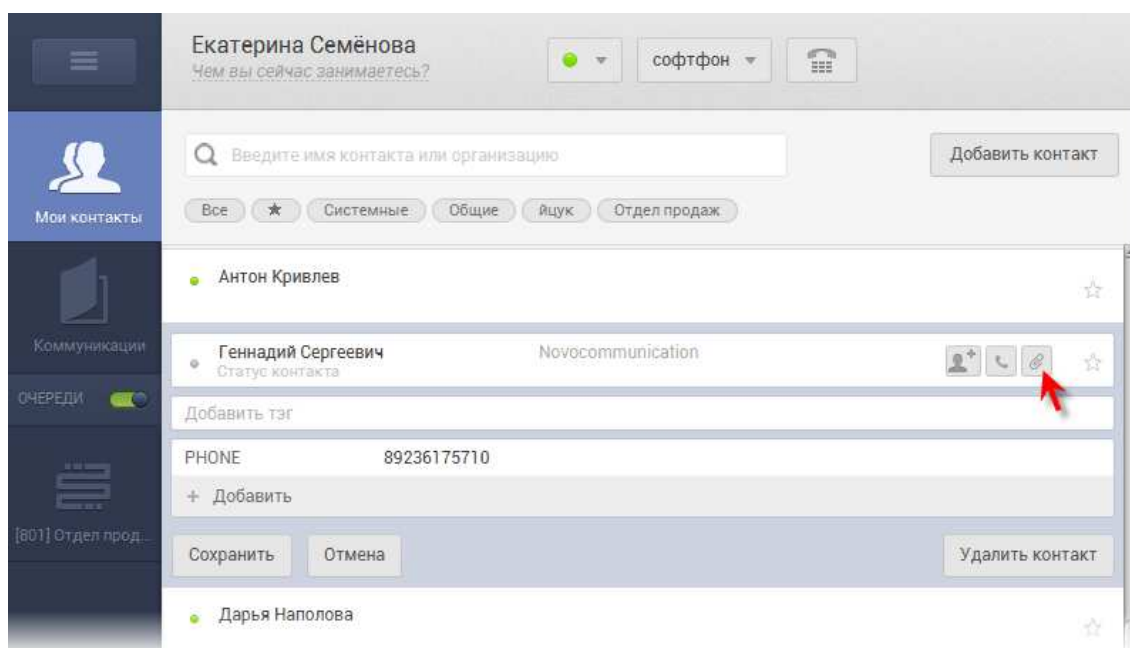 Екатерина Семёнова
Чем вы сейчас занимаетесь?
софтфон
Мои контакты
Введите имя контакта или организацию
Добавить контакт
Все ★ Системные Общие йцук Отдел продаж
Антон Кривлев
Коммуникации
Геннадий Сергеевич Novocommunication
Статус контакта
ОЧЕРЕДИ
Добавить тэг
PHONE 89236175710
+ Добавить
[801] Отдел прод...
Сохранить Отмена Удалить контакт
Дарья Наполова